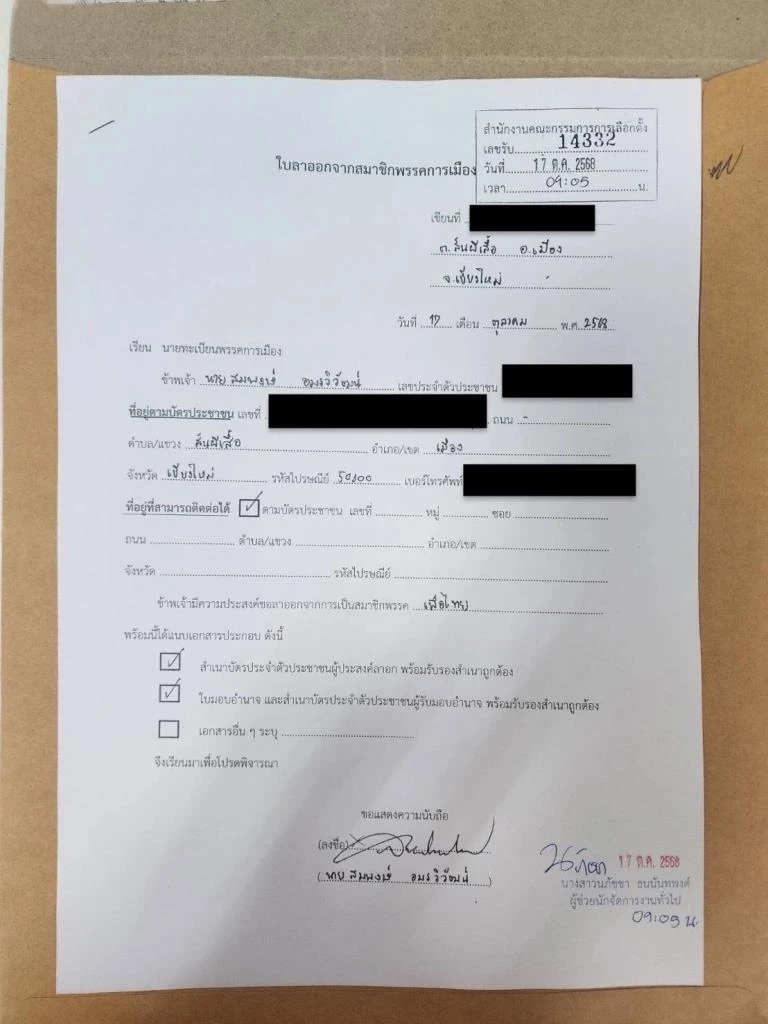 สำนักงานคณะกรรมการการเลือกตั้ง
เลขรับ 14332
วันที่ 17 ต.ค. 2568
เวลา 09:05 น.
ใบลาออกจากสมาชิกพรรคการเมือง
เขียนที่
ต.สันผีเสื้อ อ.เมือง
จ.เชียงใหม่
วันที่ 17 เดือน ตุลาคม พ.ศ. 2568
เรียน นายทะเบียนพรรคการเมือง
ข้าพเจ้า นาย สมพงษ์ อมรวิวัฒน์ เลขประจำตัวประชาชน
ที่อยู่ตามบัตรประชาชน เลขที่ ถนน -
ตำบล/แขวง สันผีเสื้อ อำเภอ/เขต เมือง
จังหวัด เชียงใหม่ รหัสไปรษณีย์ 50300 เบอร์โทรศัพท์
ที่อยู่ที่สามารถติดต่อได้ ✓ ตามบัตรประชาชน เลขที่ หมู่ ซอย
ถนน ตำบล/แขวง อำเภอ/เขต
จังหวัด รหัสไปรษณีย์
ข้าพเจ้ามีความประสงค์ขอลาออกจากการเป็นสมาชิกพรรค เพื่อไทย
พร้อมนี้ได้แนบเอกสารประกอบ ดังนี้
✓ สำเนาบัตรประจำตัวประชาชนผู้ประสงค์ลาอก พร้อมรับรองสำเนาถูกต้อง
✓ ใบมอบอำนาจ และสำเนาบัตรประจำตัวประชาชนผู้รับมอบอำนาจ พร้อมรับรองสำเนาถูกต้อง
เอกสารอื่น ๆ ระบุ
จึงเรียนมาเพื่อโปรดพิจารณา
ขอแสดงความนับถือ
(ลงชื่อ)
(นาย สมพงษ์ อมรวิวัฒน์)
17 ต.ค. 2568
นางสาวนภัชชา ธนนันทพงศ์
ผู้ช่วยนักจัดการงานทั่วไป
09:05 น.